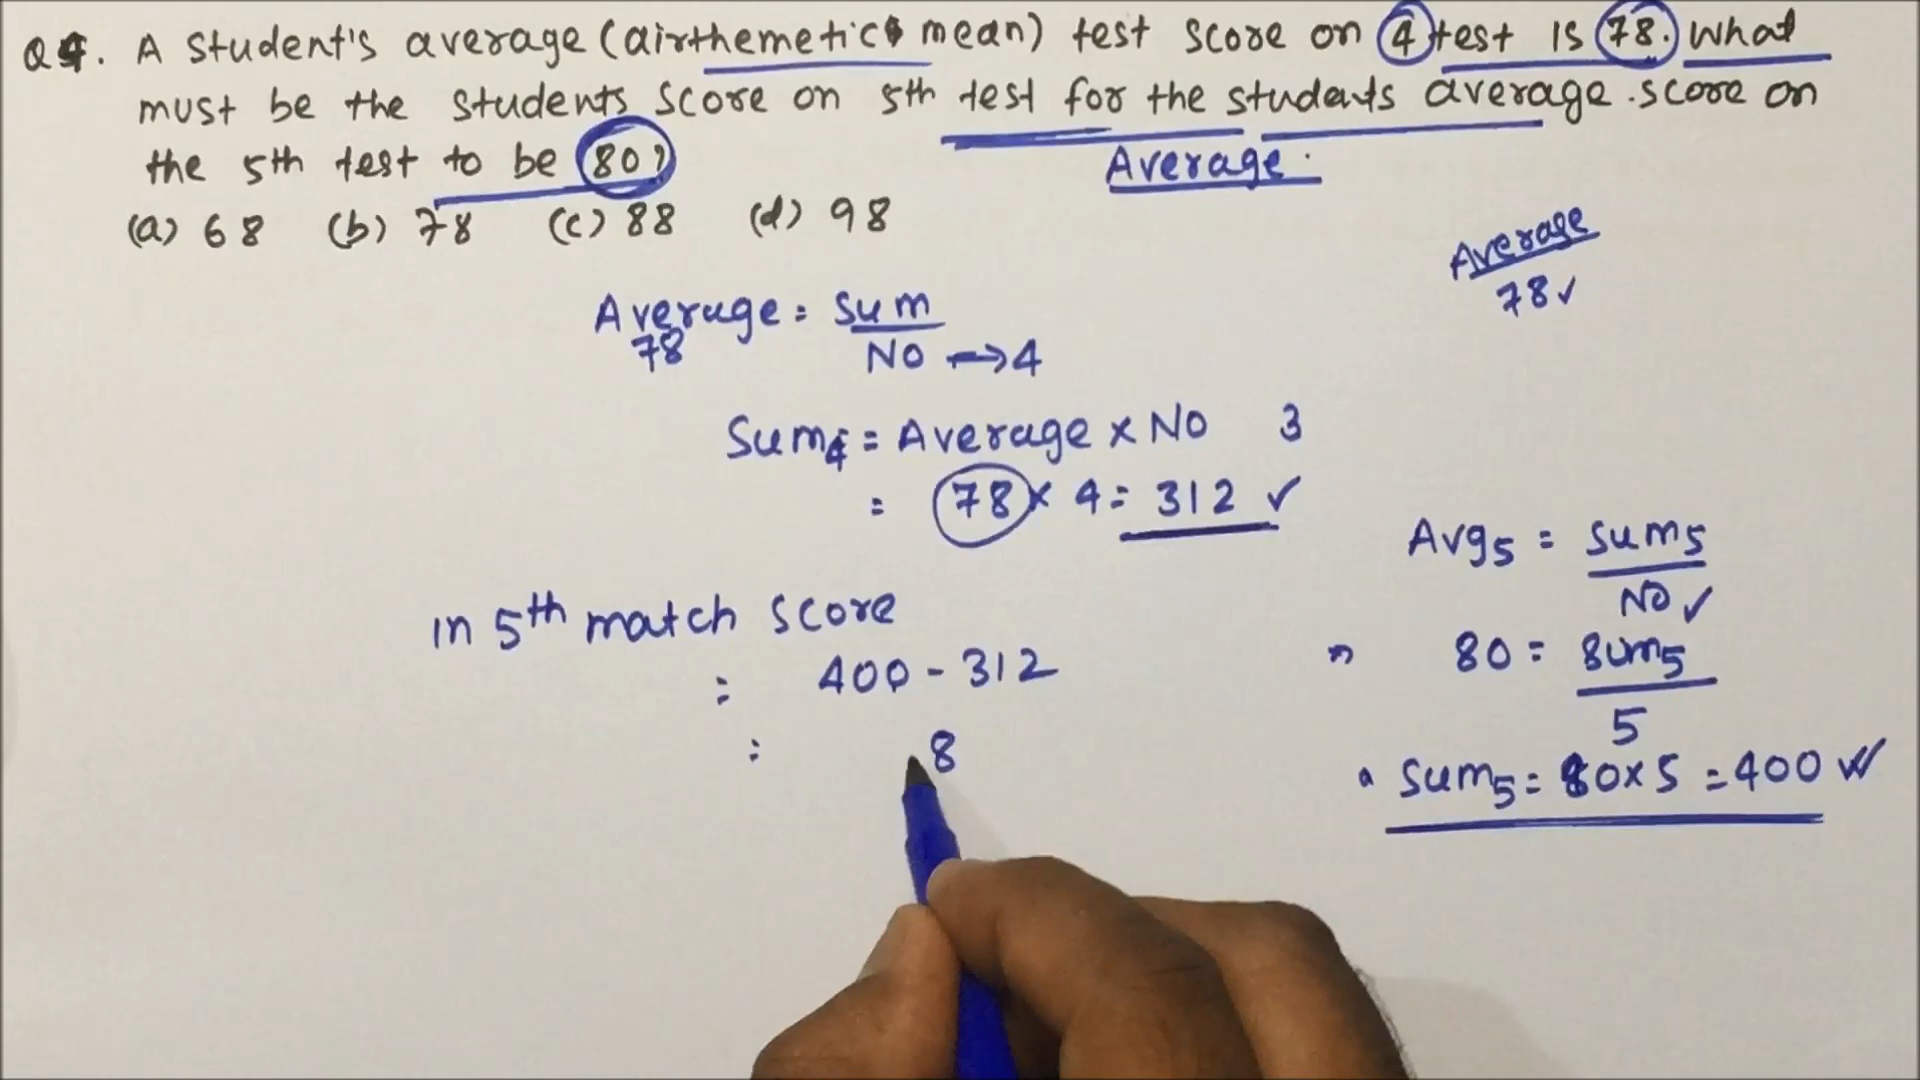 Q4. A student's average (airthemetic mean) test score on 4 test is 78. What
must be the students score on 5th test for the students average score on
the 5th test to be 80?
Average.
(a) 68 (b) 78 (c) 88 (d) 98
Average
78✓
Average = Sum
78
NO → 4
Sum4 = Average × NO 3
= 78 × 4 = 312 ✓
Avg5 = sum5
NO ✓
In 5th match score
= 400 - 312
80 = sum5
5
= 8
Sum5 = 80×5 = 400